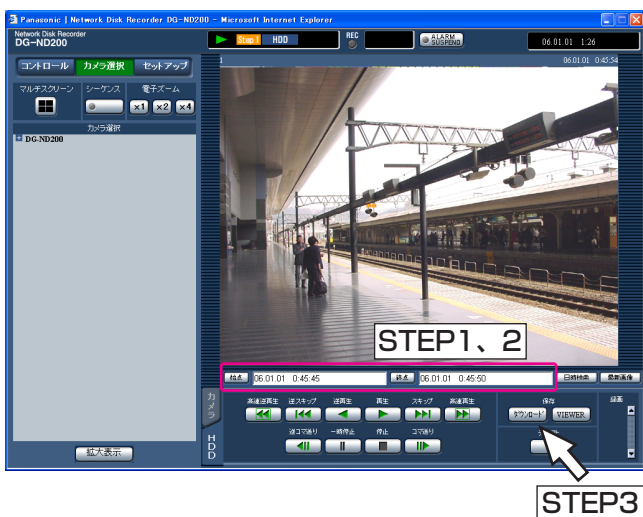 Panasonic | Network Disk Recorder DG-ND200 - Microsoft Internet Explorer
Network Disk Recorder
DG-ND200
Step1 HDD
REC
ALARM SUSPEND
06.01.01 1:26
コントロール カメラ選択 セットアップ
1
06.01.01 0:45:54
マルチスクリーン シーケンス 電子ズーム
x1 x2 x4
カメラ選択
DG-ND200
STEP1、2
始点 06.01.01 0:45:45 終点 06.01.01 0:45:50 日時検索 最新画像
カメラ
HDD
高速逆再生 逆スキップ 逆再生 再生 スキップ 高速再生 保存 録画
ダウンロード VIEWER
逆コマ送り 一時停止 停止 コマ送り
拡大表示
STEP3